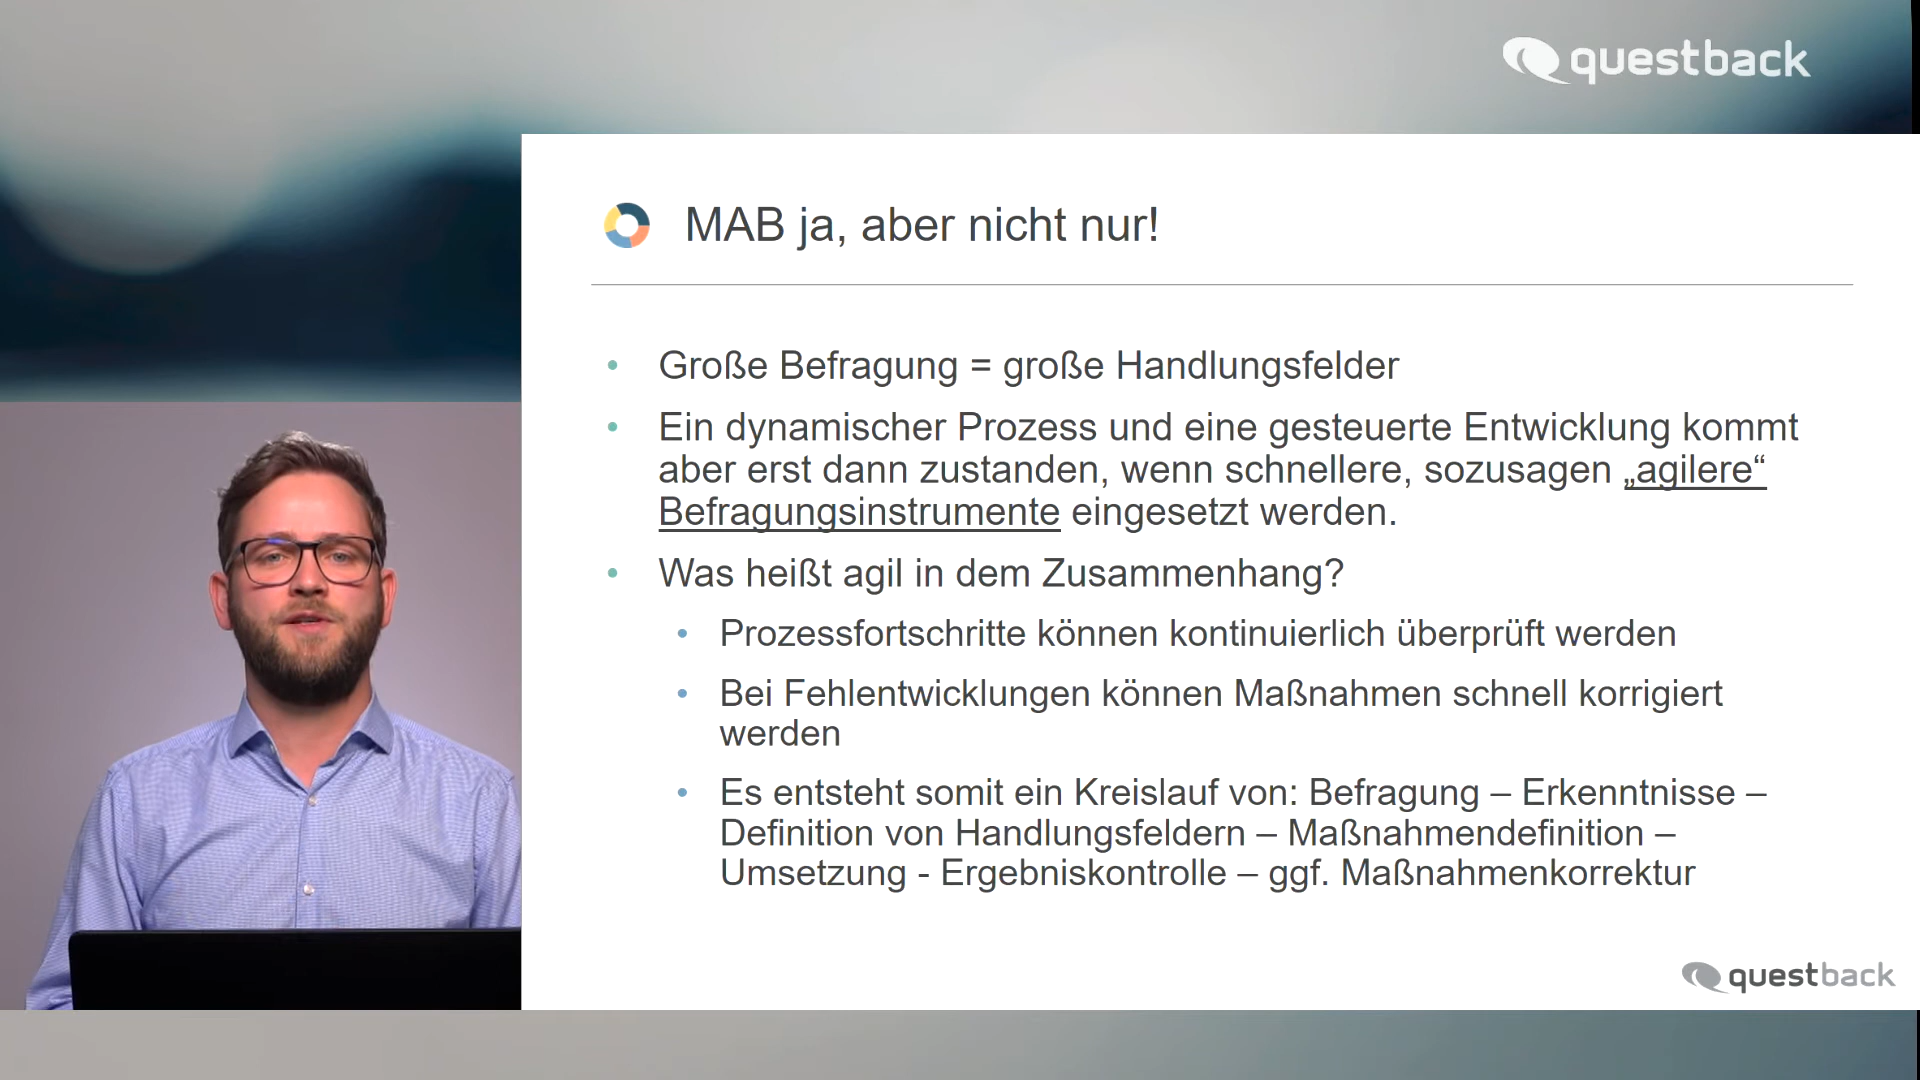 questback
MAB ja, aber nicht nur!
• Große Befragung = große Handlungsfelder
• Ein dynamischer Prozess und eine gesteuerte Entwicklung kommt
aber erst dann zustanden, wenn schnellere, sozusagen „agilere“
Befragungsinstrumente eingesetzt werden.
• Was heißt agil in dem Zusammenhang?
• Prozessfortschritte können kontinuierlich überprüft werden
• Bei Fehlentwicklungen können Maßnahmen schnell korrigiert
werden
• Es entsteht somit ein Kreislauf von: Befragung – Erkenntnisse –
Definition von Handlungsfeldern – Maßnahmendefinition –
Umsetzung - Ergebniskontrolle – ggf. Maßnahmenkorrektur
questback